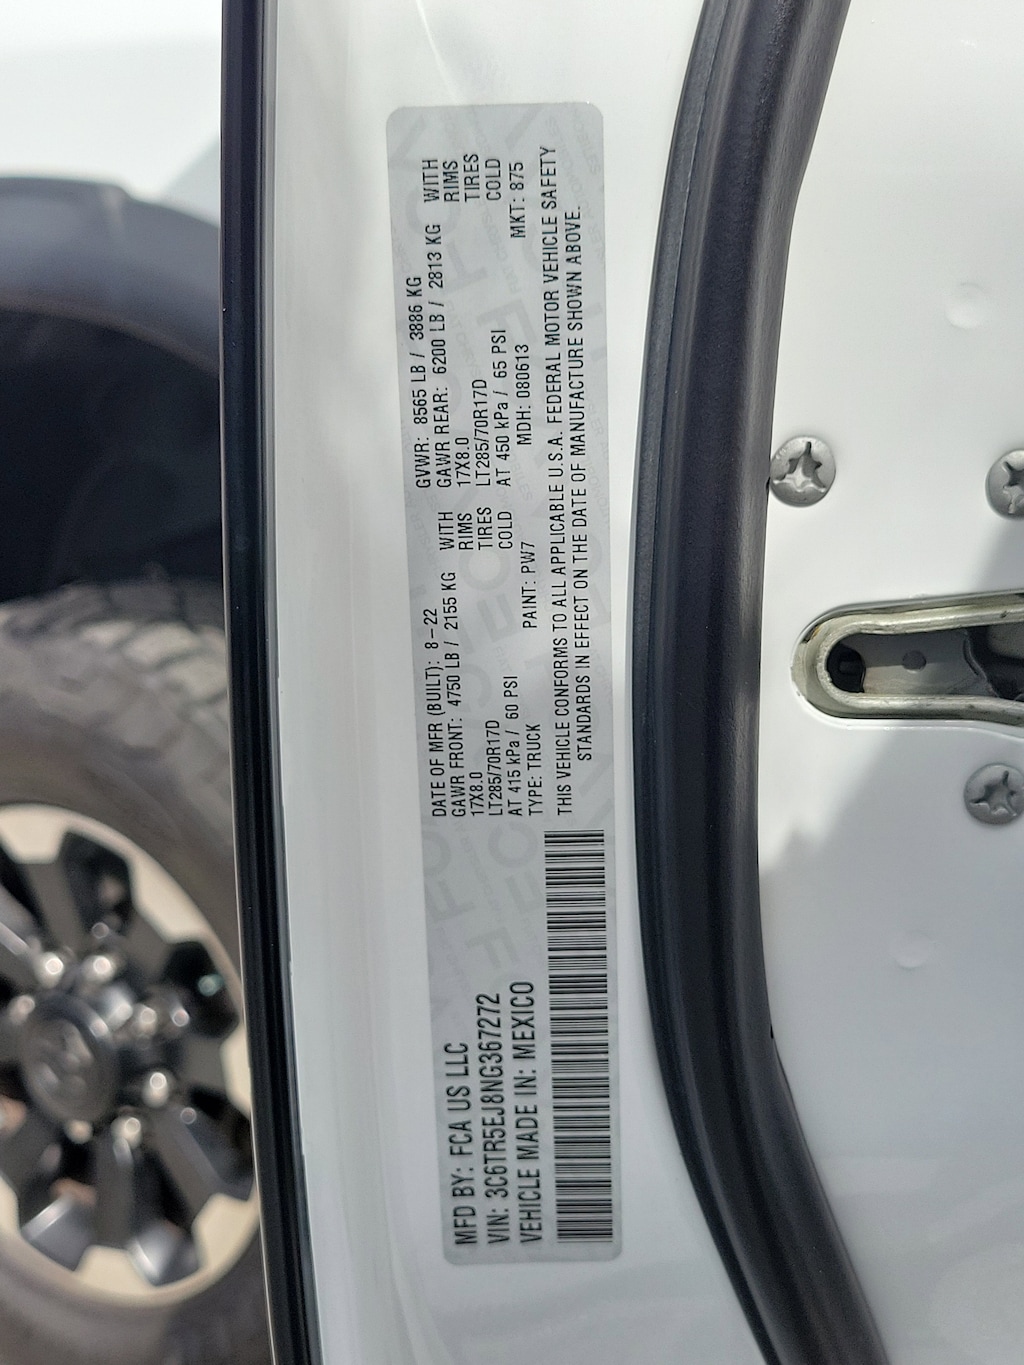 MFD BY: FCA US LLC
VIN: 3C6TR5EJ8NG367272
VEHICLE MADE IN: MEXICO
DATE OF MFR (BUILT): 8-22 GVWR: 8565 LB / 3886 KG
GAWR FRONT: 4750 LB / 2155 KG WITH GAWR REAR: 6200 LB / 2813 KG WITH
17X8.0 RIMS 17X8.0 RIMS
LT285/70R17D TIRES LT285/70R17D TIRES
AT 415 kPa / 60 PSI COLD AT 450 kPa / 65 PSI COLD
TYPE: TRUCK PAINT: PW7 MDH: 080613 MKT: 875
THIS VEHICLE CONFORMS TO ALL APPLICABLE U.S.A. FEDERAL MOTOR VEHICLE SAFETY
STANDARDS IN EFFECT ON THE DATE OF MANUFACTURE SHOWN ABOVE.